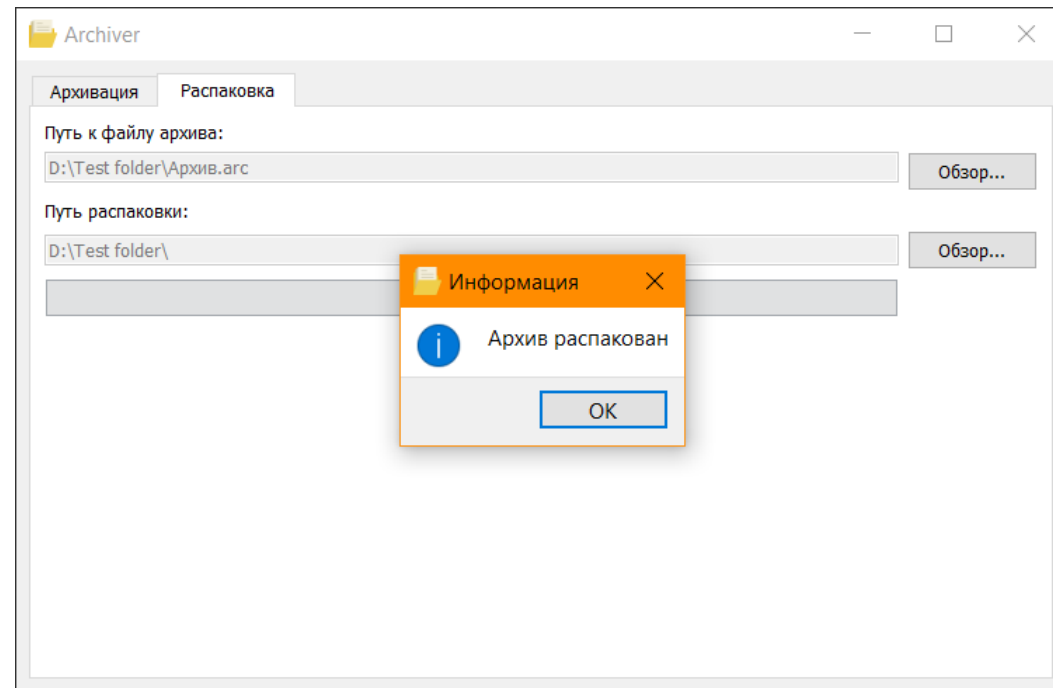 Archiver
Архивация Распаковка
Путь к файлу архива:
D:\Test folder\Архив.arc Обзор...
Путь распаковки:
D:\Test folder\ Обзор...
Информация
Архив распакован
OK